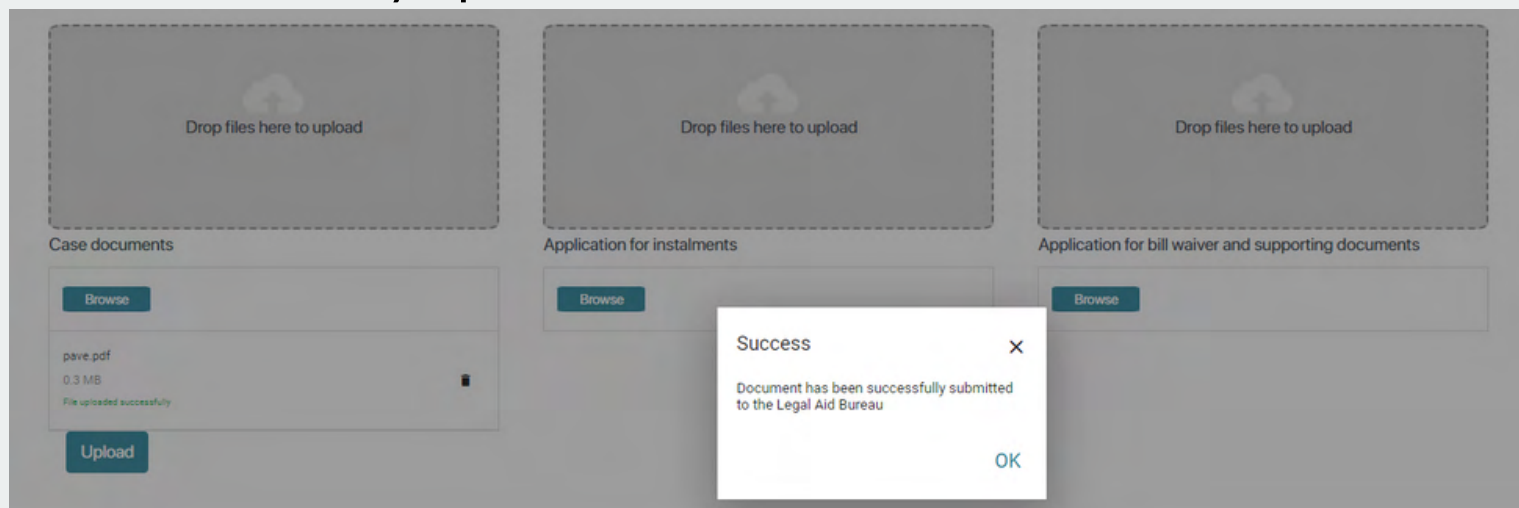 Drop files here to upload
Drop files here to upload
Drop files here to upload
Case documents
Application for instalments
Application for bill waiver and supporting documents
Browse
Browse
Browse
pave.pdf
0.3 MB
File uploaded successfully
Upload
Success
Document has been successfully submitted
to the Legal Aid Bureau
OK